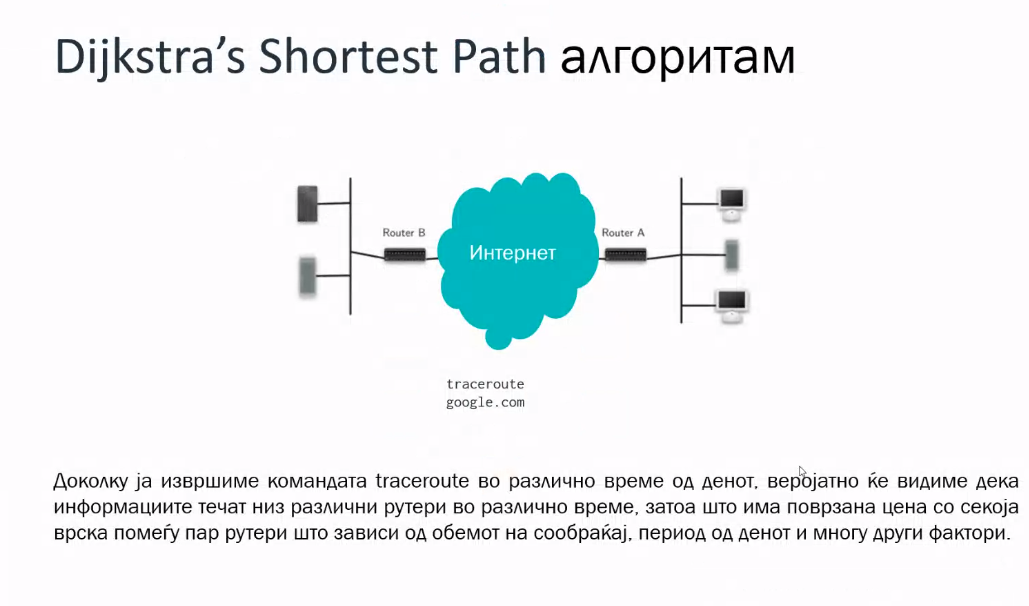 Dijkstra’s Shortest Path алгоритам
Router B
Интернет
Router A
traceroute
google.com
Доколку ја извршиме командата traceroute во различно време од денот, веројатно ќе видиме дека
информациите течат низ различни рутери во различно време, затоа што има поврзана цена со секоја
врска помеѓу пар рутери што зависи од обемот на сообраќај, период од денот и многу други фактори.